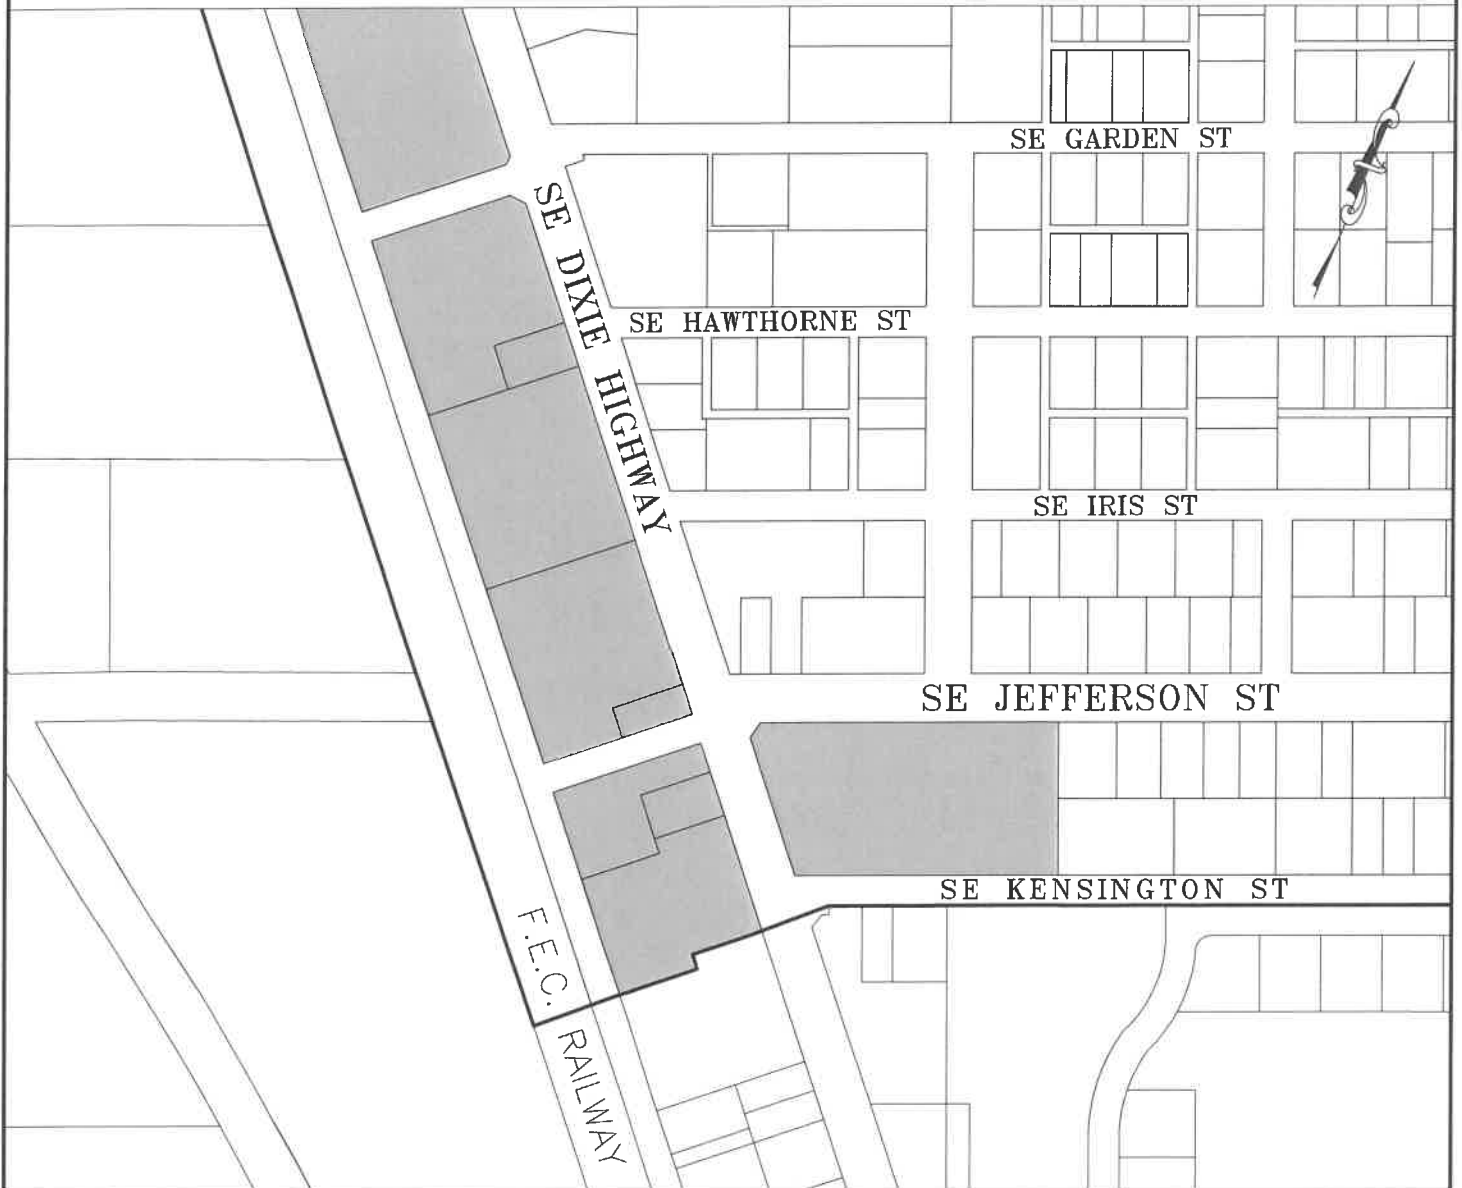 SE GARDEN ST
SE DIXIE HIGHWAY
SE HAWTHORNE ST
SE IRIS ST
SE JEFFERSON ST
SE KENSINGTON ST
F.E.C. RAILWAY